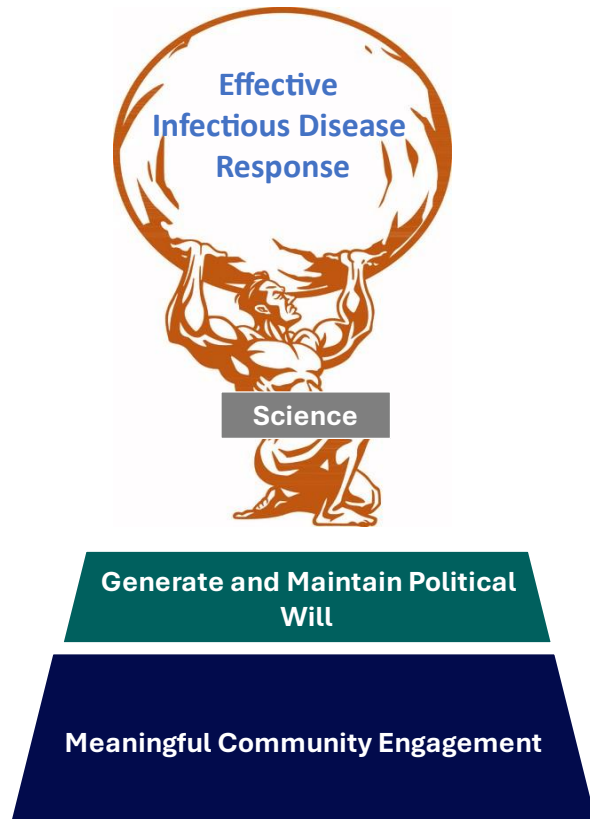 Effective
Infectious Disease
Response
Science
Generate and Maintain Political
Will
Meaningful Community Engagement